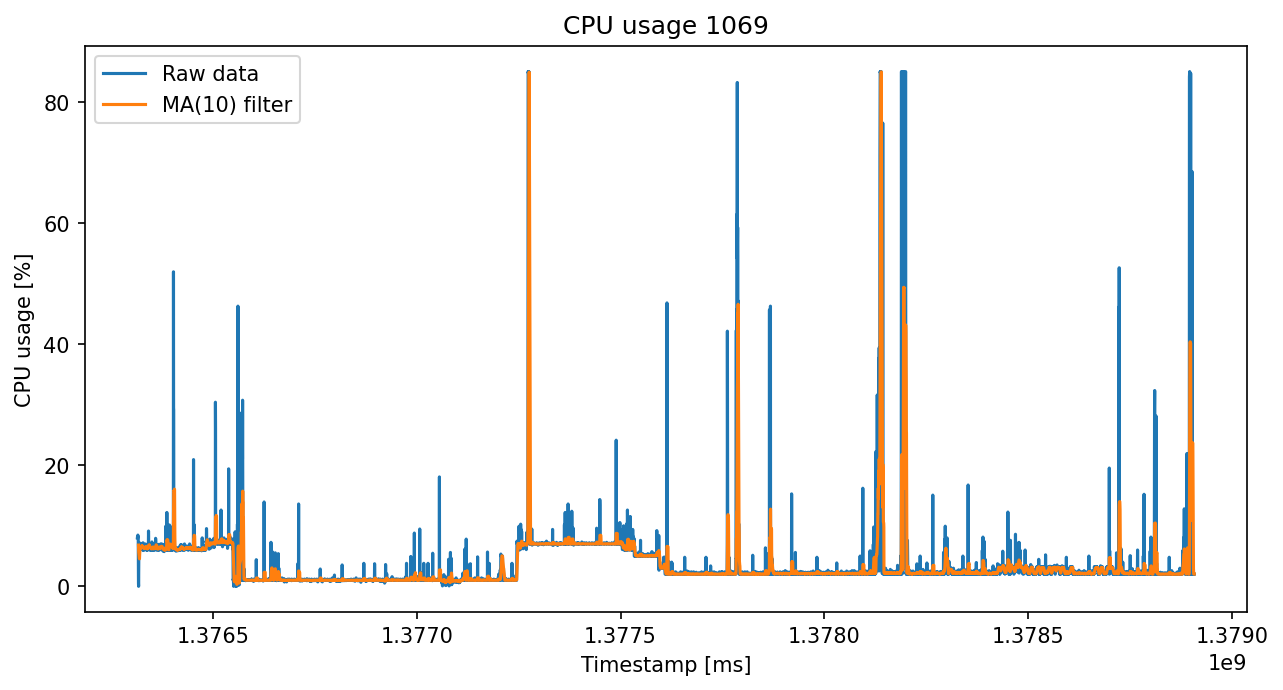 CPU usage 1069
Raw data
MA(10) filter
CPU usage [%]
80
60
40
20
0
1.3765 1.3770 1.3775 1.3780 1.3785 1.3790
1e9
Timestamp [ms]